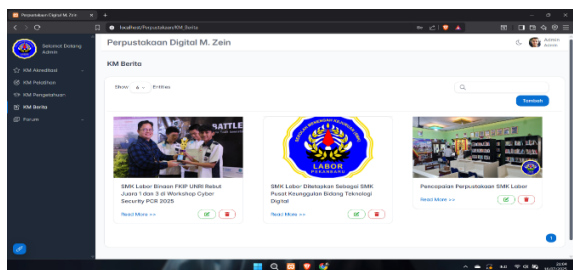 Perpustakaan Digital M. Zein
localhost/Perpustakaan/KM_Berita
Selamat Datang
Admin
Perpustakaan Digital M. Zein
Admin
Admin
KM Akreditasi
KM Pelatihan
KM Pengetahuan
KM Berita
Forum
KM Berita
Show
Entries
Tambah
BATTLE
LABOR
PEKANBARU
SMK Labor Binaan FKIP UNRI Rebut
Juara 1 dan 3 di Workshop Cyber
Security PCR 2025
Read More >>
SMK Labor Ditetapkan Sebagai SMK
Pusat Keunggulan Bidang Teknologi
Digital
Read More >>
Pencapaian Perpustakaan SMK Labor
Read More >>
1